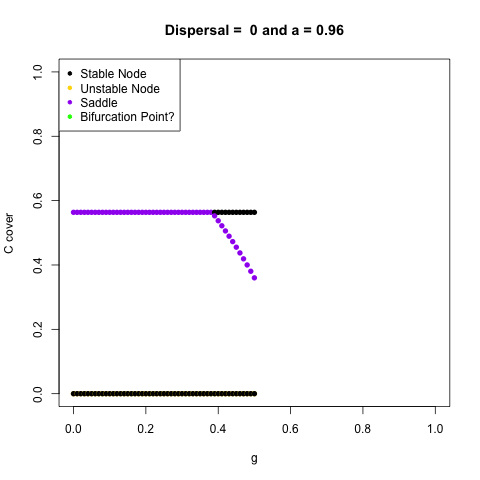 Dispersal =  0 and a = 0.96
Stable Node
Unstable Node
Saddle
Bifurcation Point?
C cover
1.0
0.8
0.6
0.4
0.2
0.0
0.0 0.2 0.4 0.6 0.8 1.0
g